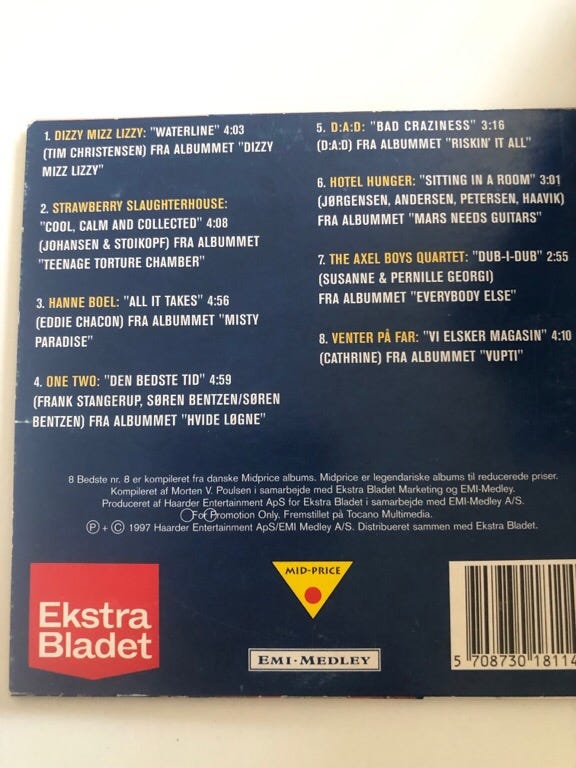 1. DIZZY MIZZ LIZZY: "WATERLINE" 4:03
(TIM CHRISTENSEN) FRA ALBUMMET "DIZZY
MIZZ LIZZY"
2. STRAWBERRY SLAUGHTERHOUSE:
"COOL, CALM AND COLLECTED" 4:08
(JOHANSEN & STOIKOPF) FRA ALBUMMET
"TEENAGE TORTURE CHAMBER"
3. HANNE BOEL: "ALL IT TAKES" 4:56
(EDDIE CHACON) FRA ALBUMMET "MISTY
PARADISE"
4. ONE TWO: "DEN BEDSTE TID" 4:59
(FRANK STANGERUP, SØREN BENTZEN/SØREN
BENTZEN) FRA ALBUMMET "HVIDE LØGNE"
5. D:A:D: "BAD CRAZINESS" 3:16
(D:A:D) FRA ALBUMMET "RISKIN' IT ALL"
6. HOTEL HUNGER: "SITTING IN A ROOM" 3:01
(JØRGENSEN, ANDERSEN, PETERSEN, HAAVIK)
FRA ALBUMMET "MARS NEEDS GUITARS"
7. THE AXEL BOYS QUARTET: "DUB-I-DUB" 2:55
(SUSANNE & PERNILLE GEORGI)
FRA ALBUMMET "EVERYBODY ELSE"
8. VENTER PÅ FAR: "VI ELSKER MAGASIN" 4:10
(CATHRINE) FRA ALBUMMET "VUPTI"
8 Bedste nr. 8 er kompileret fra danske Midprice albums. Midprice er legendariske albums til reducerede priser.
Kompileret af Morten V. Poulsen i samarbejde med Ekstra Bladet Marketing og EMI-Medley.
Produceret af Haarder Entertainment ApS for Ekstra Bladet i samarbejde med EMI-Medley A/S.
For Promotion Only. Fremstillet på Tocano Multimedia.
℗ + © 1997 Haarder Entertainment ApS/EMI Medley A/S. Distribueret sammen med Ekstra Bladet.
Ekstra
Bladet
MID-PRICE
EMI-MEDLEY
5 708730 18114